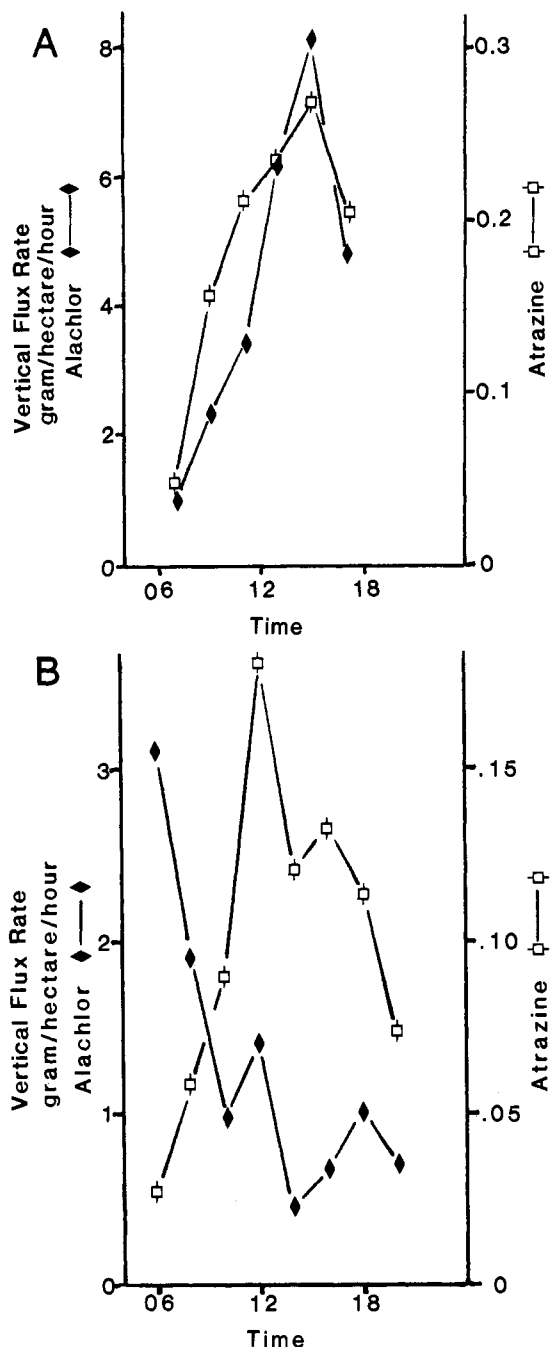 A
8
6
4
2
0
0.3
0.2
0.1
0
06
12
18
Time
Vertical Flux Rate
gram/hectare/hour
Alachlor
Atrazine
B
3
2
1
0
.15
.10
.05
0
06
12
18
Time
Vertical Flux Rate
gram/hectare/hour
Alachlor
Atrazine